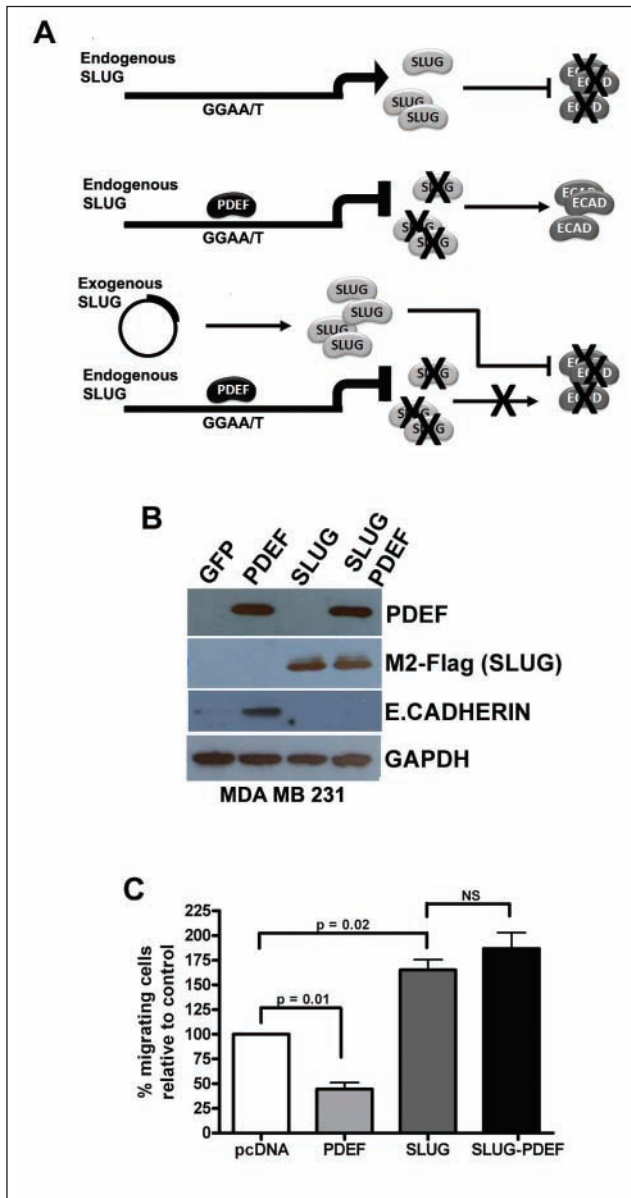 A
Endogenous
SLUG
GGAA/T
SLUG
SLUG
SLUG
ECAD
ECAD
ECAD
Endogenous
SLUG
PDEF
GGAA/T
SLUG
SLUG
SLUG
ECAD
ECAD
ECAD
Exogenous
SLUG
SLUG
SLUG
SLUG
SLUG
Endogenous
SLUG
PDEF
GGAA/T
SLUG
SLUG
SLUG
ECAD
ECAD
ECAD
B
GFP
PDEF
SLUG
SLUG
PDEF
PDEF
M2-Flag (SLUG)
E.CADHERIN
GAPDH
MDA MB 231
C
% migrating cells
relative to control
225
200
175
150
125
100
75
50
25
0
p = 0.01
p = 0.02
NS
pcDNA
PDEF
SLUG
SLUG-PDEF